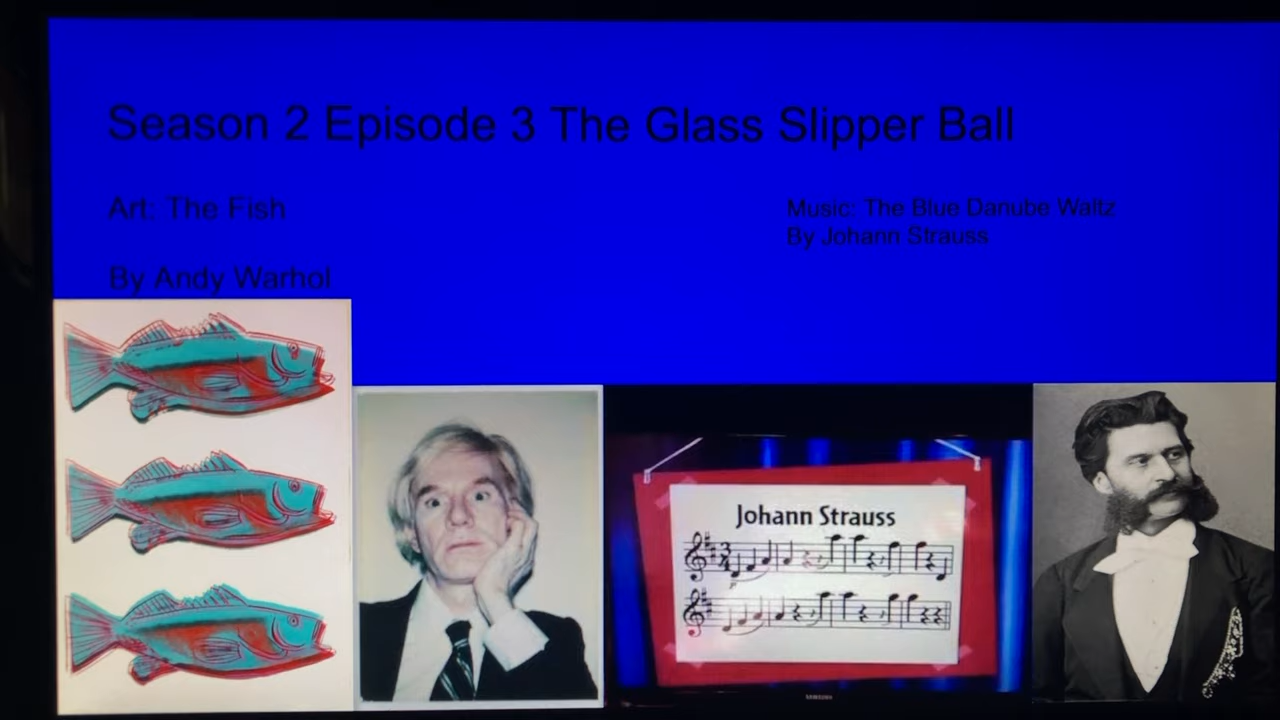 Season 2 Episode 3 The Glass Slipper Ball
Art: The Fish
By Andy Warhol
Music: The Blue Danube Waltz
By Johann Strauss
Johann Strauss
SAMSUNG